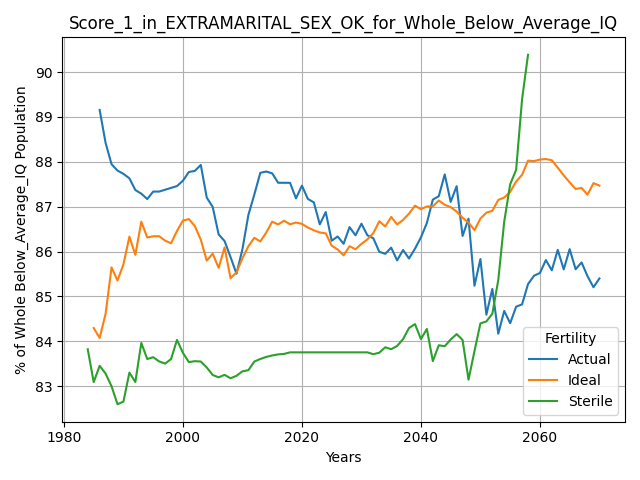 Score_1_in_EXTRAMARITAL_SEX_OK_for_Whole_Below_Average_IQ
% of Whole Below_Average_IQ Population
90
89
88
87
86
85
84
83
1980
2000
2020
2040
2060
Years
Fertility
Actual
Ideal
Sterile